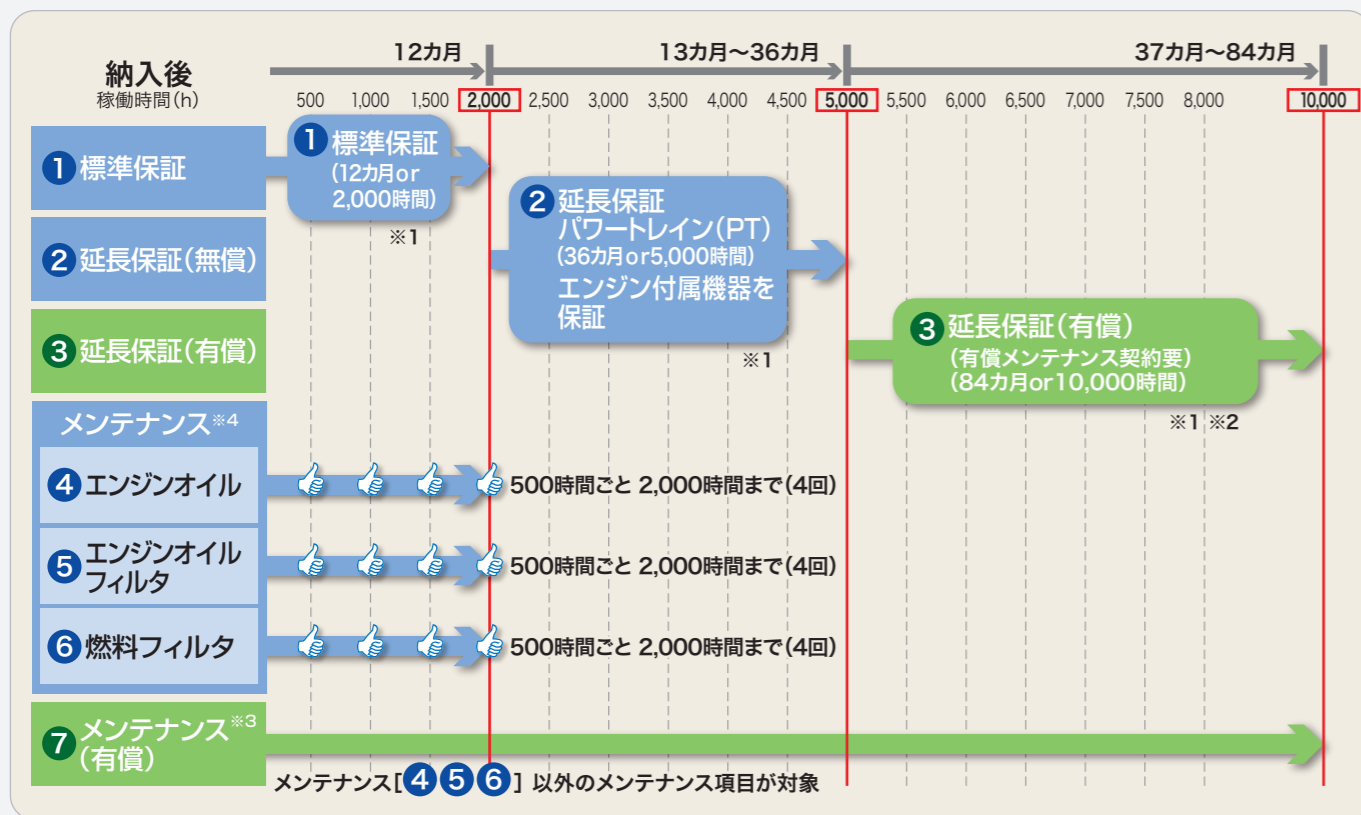 12カ月
13カ月～36カ月
37カ月～84カ月
納入後
稼働時間(h)
500 1,000 1,500 2,000 2,500 3,000 3,500 4,000 4,500 5,000 5,500 6,000 6,500 7,000 7,500 8,000 10,000
1 標準保証
1 標準保証
(12カ月or
2,000時間)
※1
2 延長保証(無償)
2 延長保証
パワートレイン(PT)
(36カ月or5,000時間)
エンジン付属機器を
保証
※1
3 延長保証(有償)
3 延長保証(有償)
(有償メンテナンス契約要)
(84カ月or10,000時間)
※1 ※2
メンテナンス※4
4 エンジンオイル
500時間ごと 2,000時間まで(4回)
5 エンジンオイル
フィルタ
500時間ごと 2,000時間まで(4回)
6 燃料フィルタ
500時間ごと 2,000時間まで(4回)
7 メンテナンス※3
(有償)
メンテナンス[4 5 6] 以外のメンテナンス項目が対象